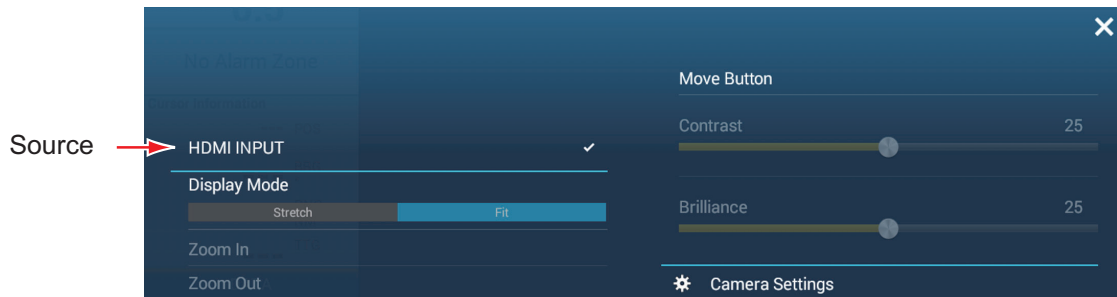 No Alarm Zone
Move Button
Contrast 25
Source HDMI INPUT
Display Mode
Stretch Fit
Brilliance 25
Zoom In
Zoom Out
Camera Settings